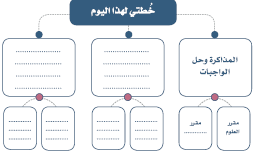 خُطتي لهذا اليوم
المذاكرة وحل
الواجبات
مقرر
العلوم
مقرر